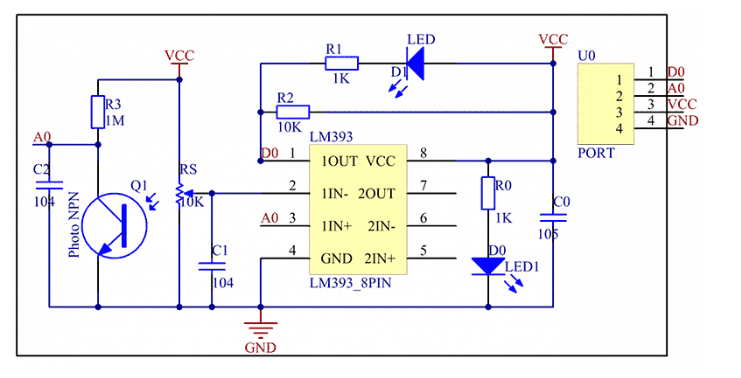 LED
VCC
VCC
R1
U0
D1
1K
1 1 D0
2 2 A0
3 3 VCC
4 4 GND
PORT
R3
1M
R2
10K
A0
LM393
D0 1 1OUT VCC 8
C2
104
Q1
RS
10K
2 1IN- 2OUT 7
R0
1K
C0
105
Photo NPN
A0 3 1IN+ 2IN- 6
C1
104
4 GND 2IN+ 5
D0
LED1
LM393_8PIN
GND